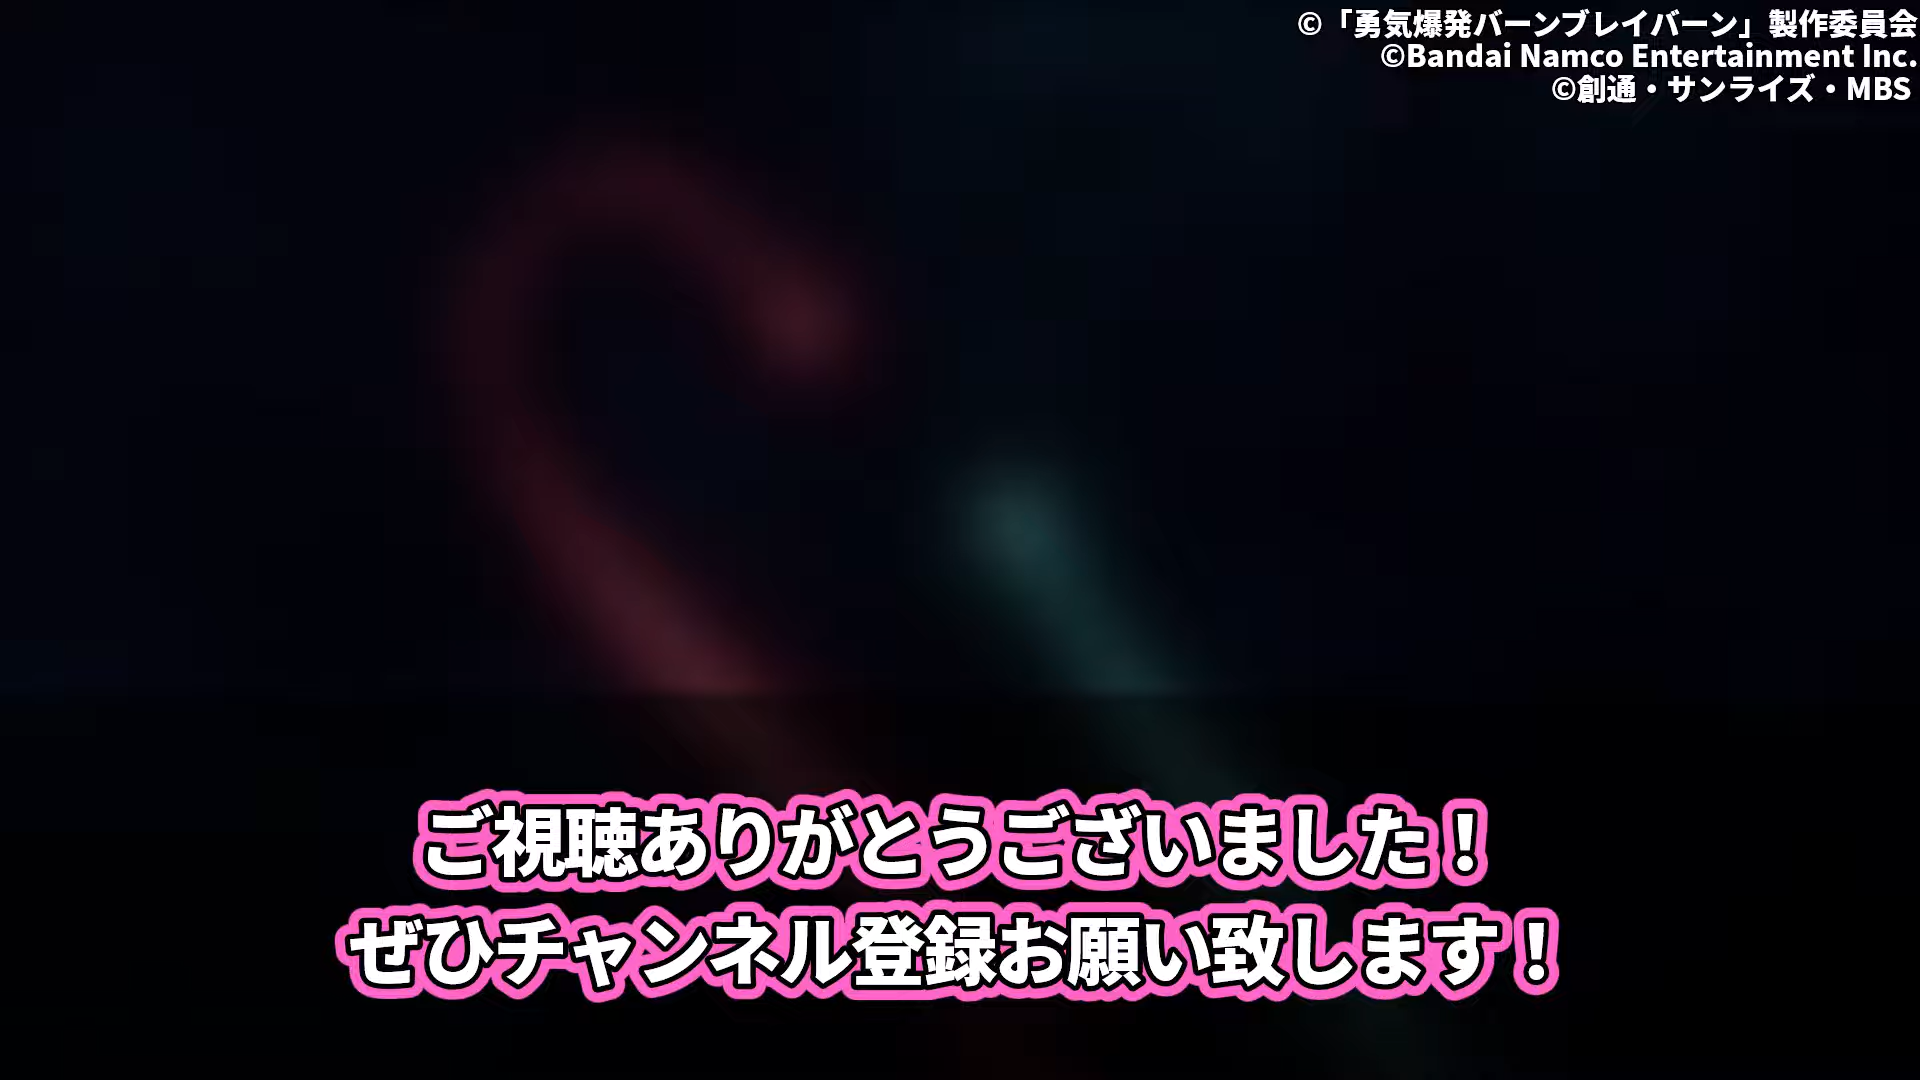 ©「勇気爆発バーンブレイバーン」製作委員会
©Bandai Namco Entertainment Inc.
©創通・サンライズ・MBS
ご視聴ありがとうございました！
ぜひチャンネル登録お願い致します！